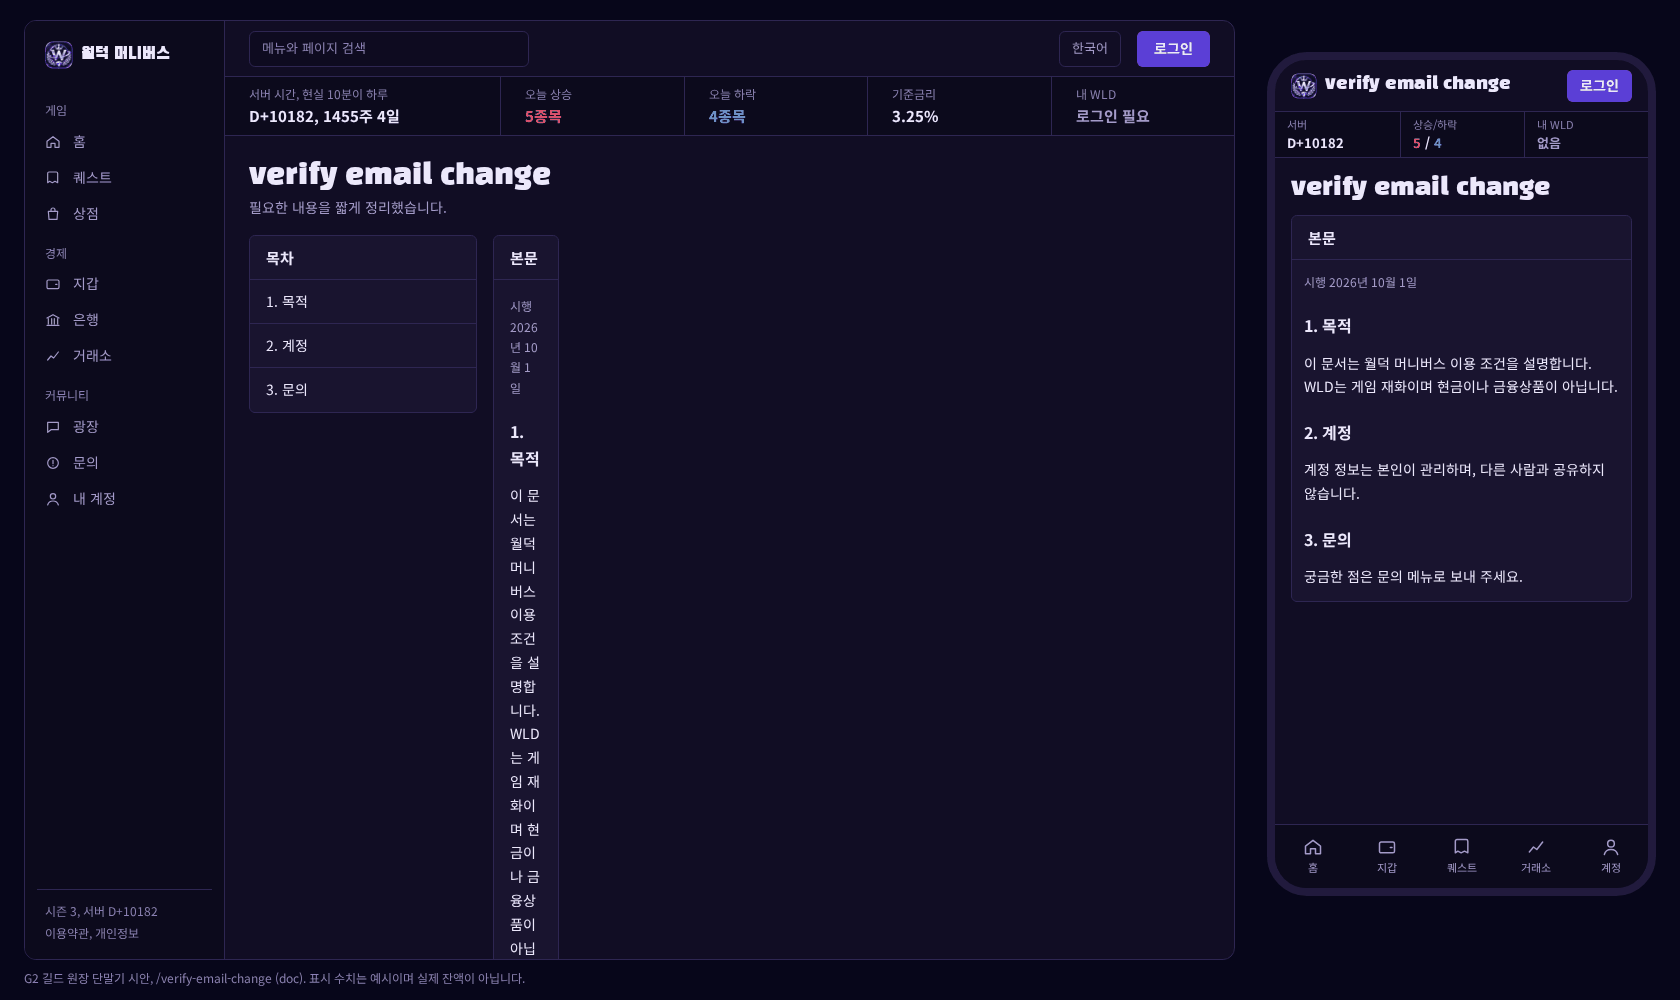 월덕 머니버스
게임
홈
퀘스트
상점
경제
지갑
은행
거래소
커뮤니티
광장
문의
내 계정
시즌 3, 서버 D+10182
이용약관, 개인정보
메뉴와 페이지 검색
한국어
로그인
서버 시간, 현실 10분이 하루
D+10182, 1455주 4일
오늘 상승
5종목
오늘 하락
4종목
기준금리
3.25%
내 WLD
로그인 필요
verify email change
필요한 내용을 짧게 정리했습니다.
목차
1. 목적
2. 계정
3. 문의
본문
시행
2026
년 10
월 1
일
1.
목적
이 문
서는
월덕
머니
버스
이용
조건
을 설
명합
니다.
WLD
는 게
임 재
화이
며 현
금이
나 금
융상
품이
아닙
verify email change
로그인
서버
D+10182
상승/하락
5 / 4
내 WLD
없음
verify email change
본문
시행 2026년 10월 1일
1. 목적
이 문서는 월덕 머니버스 이용 조건을 설명합니다.
WLD는 게임 재화이며 현금이나 금융상품이 아닙니다.
2. 계정
계정 정보는 본인이 관리하며, 다른 사람과 공유하지
않습니다.
3. 문의
궁금한 점은 문의 메뉴로 보내 주세요.
홈
지갑
퀘스트
거래소
계정
G2 길드 원장 단말기 시안, /verify-email-change (doc). 표시 수치는 예시이며 실제 잔액이 아닙니다.